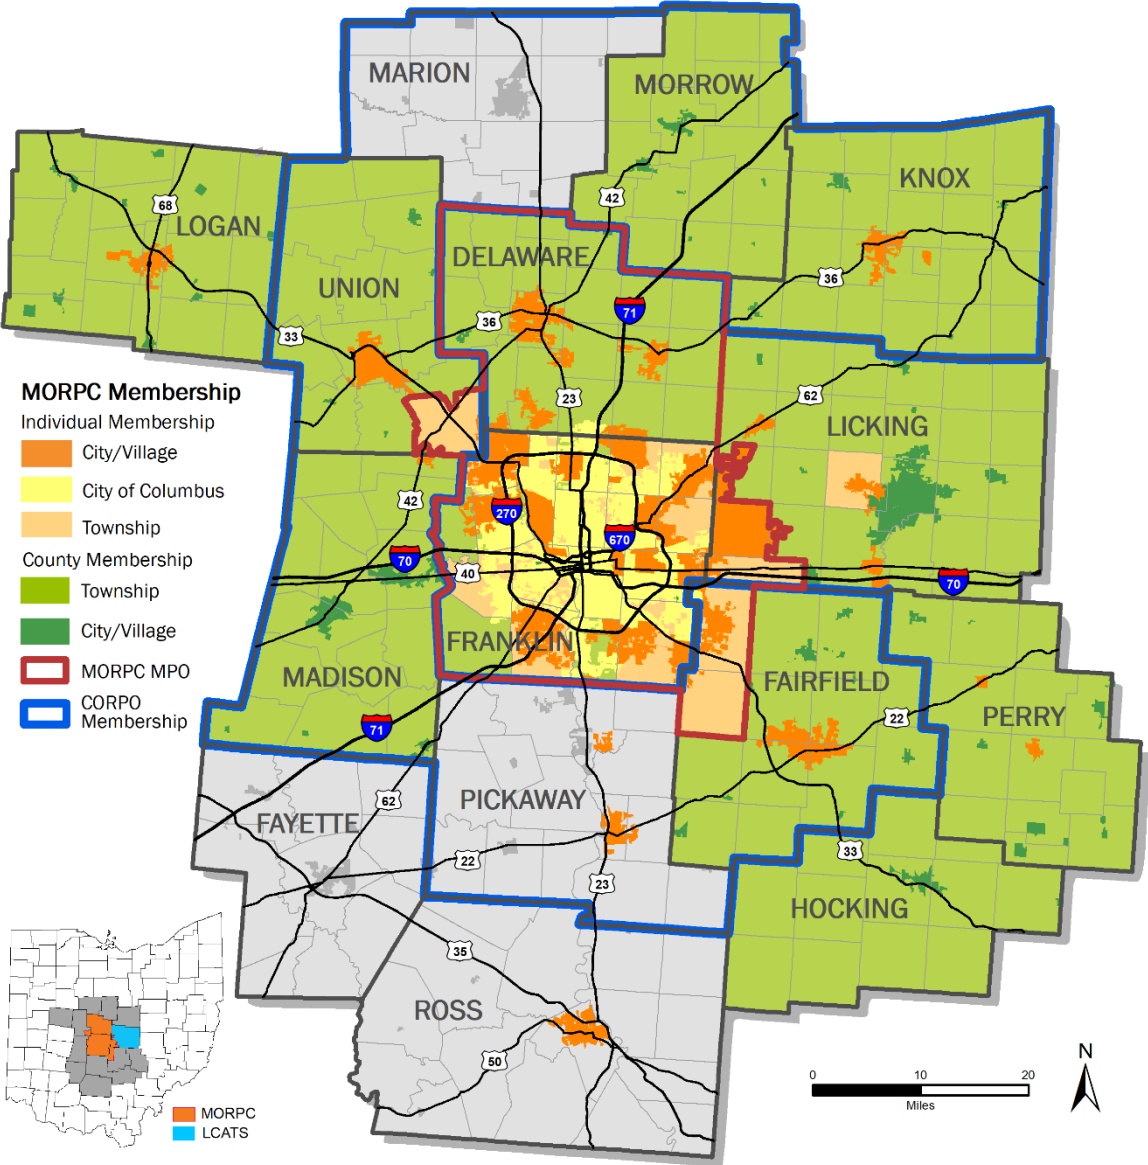 MARION
MORROW
KNOX
LOGAN
68
42
UNION
DELAWARE
36
71
36
33
23
62
LICKING
MORPC Membership
Individual Membership
City/Village
City of Columbus
Township
County Membership
Township
City/Village
MORPC MPO
CORPO
Membership
42
270
670
70
40
70
FRANKLIN
MADISON
FAIRFIELD
PERRY
22
71
62
PICKAWAY
FAYETTE
22
33
23
HOCKING
35
ROSS
50
MORPC
LCATS
N
0
10
20
Miles